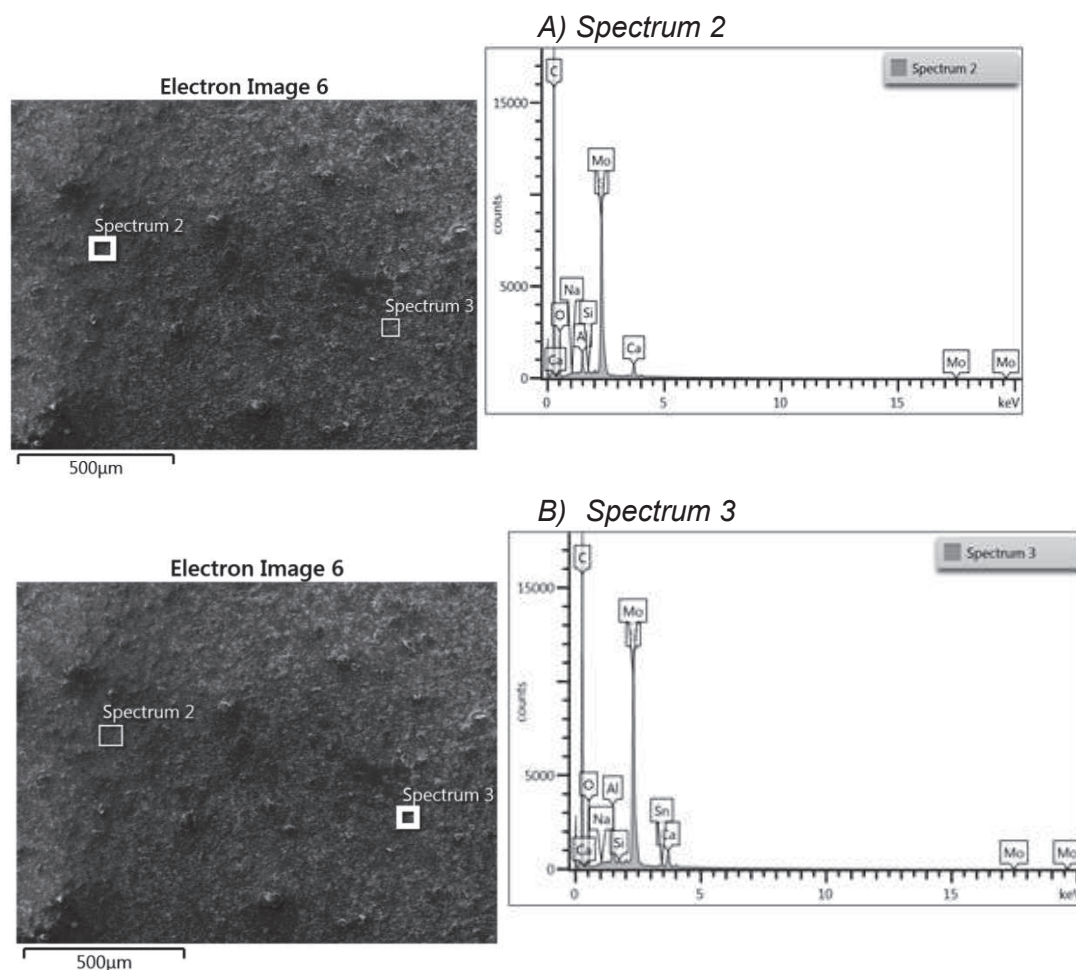 A) Spectrum 2
Electron Image 6
Spectrum 2
Spectrum 3
500µm
Spectrum 2
C
15000
Mo
S
counts
Na
5000
O
Si
Al
Ca
Ca
Mo
Mo
0
0
5
10
15
keV
B) Spectrum 3
Electron Image 6
Spectrum 2
Spectrum 3
500µm
Spectrum 3
C
15000
Mo
counts
5000
O
Al
Na
Sn
Si
Ca
Ca
Mo
Mo
0
0
5
10
15
keV